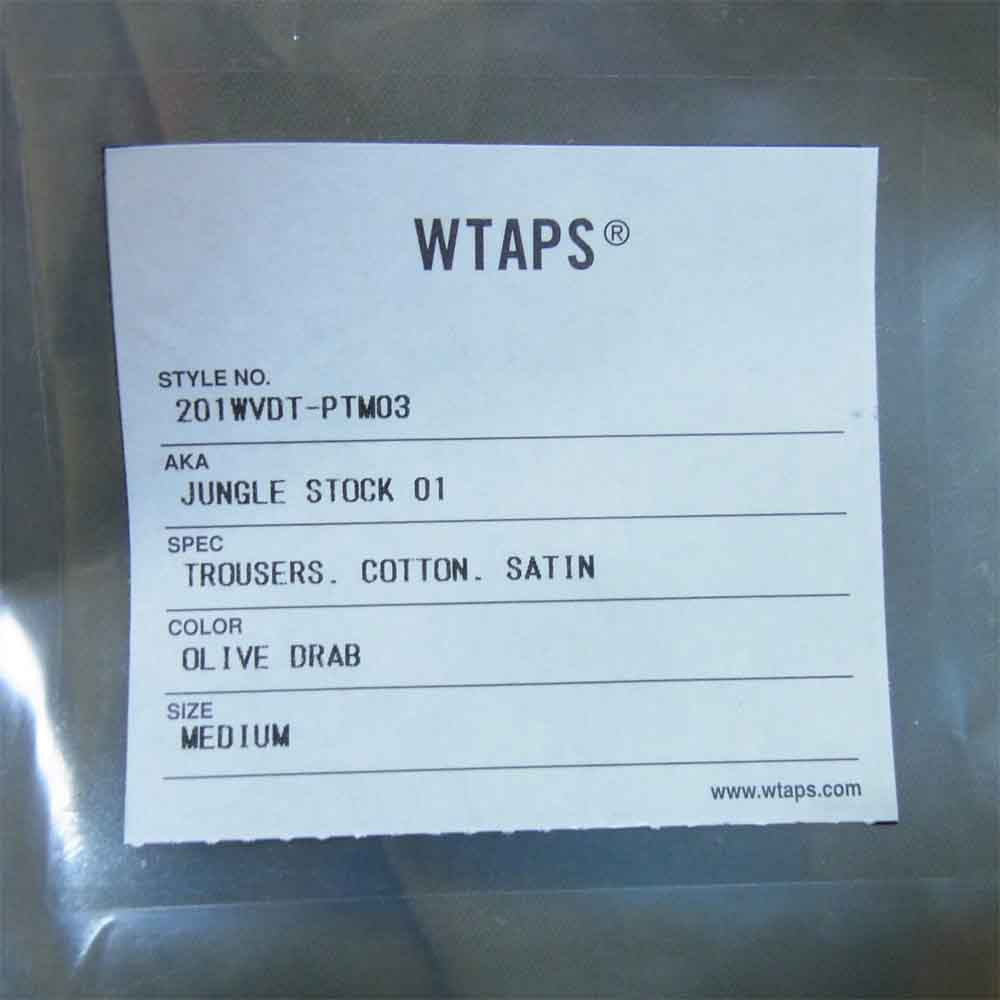 WTAPS®
STYLE NO.
201WVDT-PTM03
AKA
JUNGLE STOCK 01
SPEC
TROUSERS. COTTON. SATIN
COLOR
OLIVE DRAB
SIZE
MEDIUM
www.wtaps.com